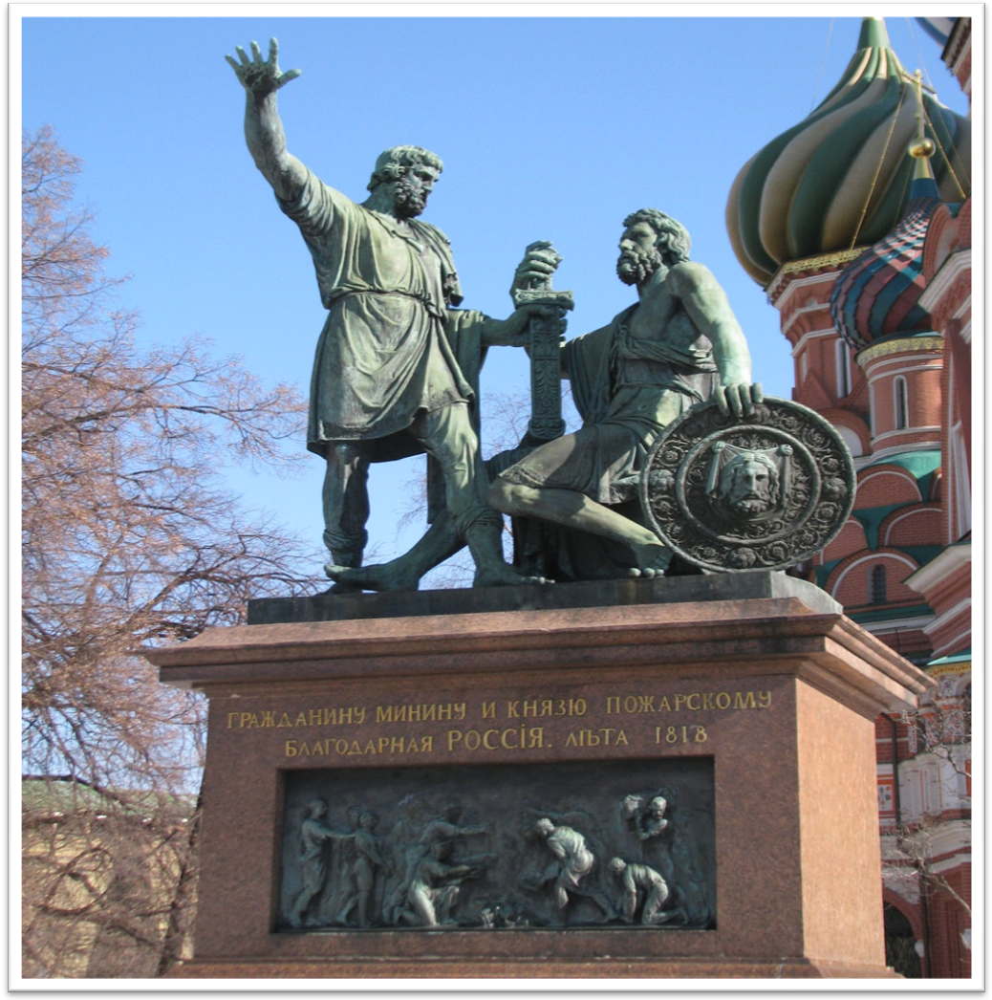 ГРАЖДАНИНУ МИНИНУ И КНЯЗЮ ПОЖАРСКОМУ
БЛАГОДАРНАЯ РОССІЯ. ЛѢТА 1818